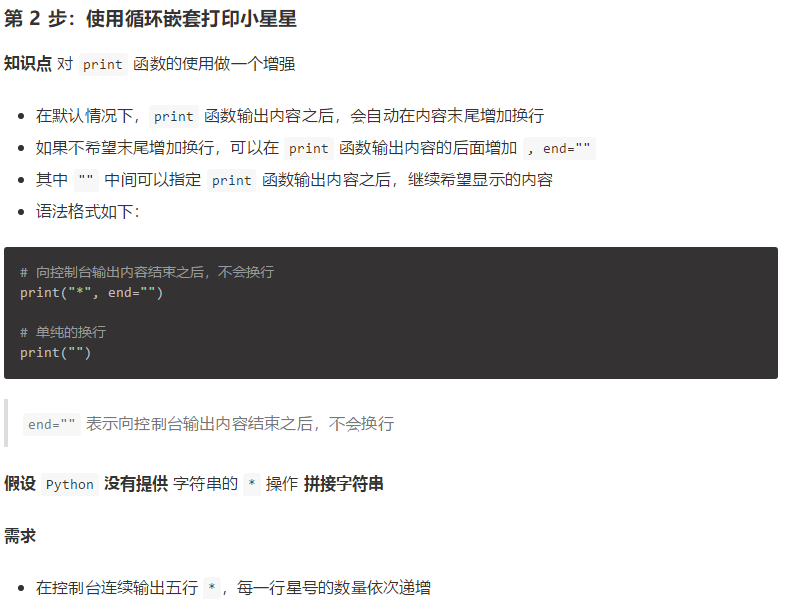 第 2 步：使用循环嵌套打印小星星
知识点 对 print 函数的使用做一个增强
在默认情况下，print 函数输出内容之后，会自动在内容末尾增加换行
如果不希望末尾增加换行，可以在 print 函数输出内容的后面增加 , end=""
其中 "" 中间可以指定 print 函数输出内容之后，继续希望显示的内容
语法格式如下：
# 向控制台输出内容结束之后，不会换行
print("*", end="")
# 单纯的换行
print("")
end="" 表示向控制台输出内容结束之后，不会换行
假设 Python 没有提供 字符串的 * 操作 拼接字符串
需求
在控制台连续输出五行 *，每一行星号的数量依次递增